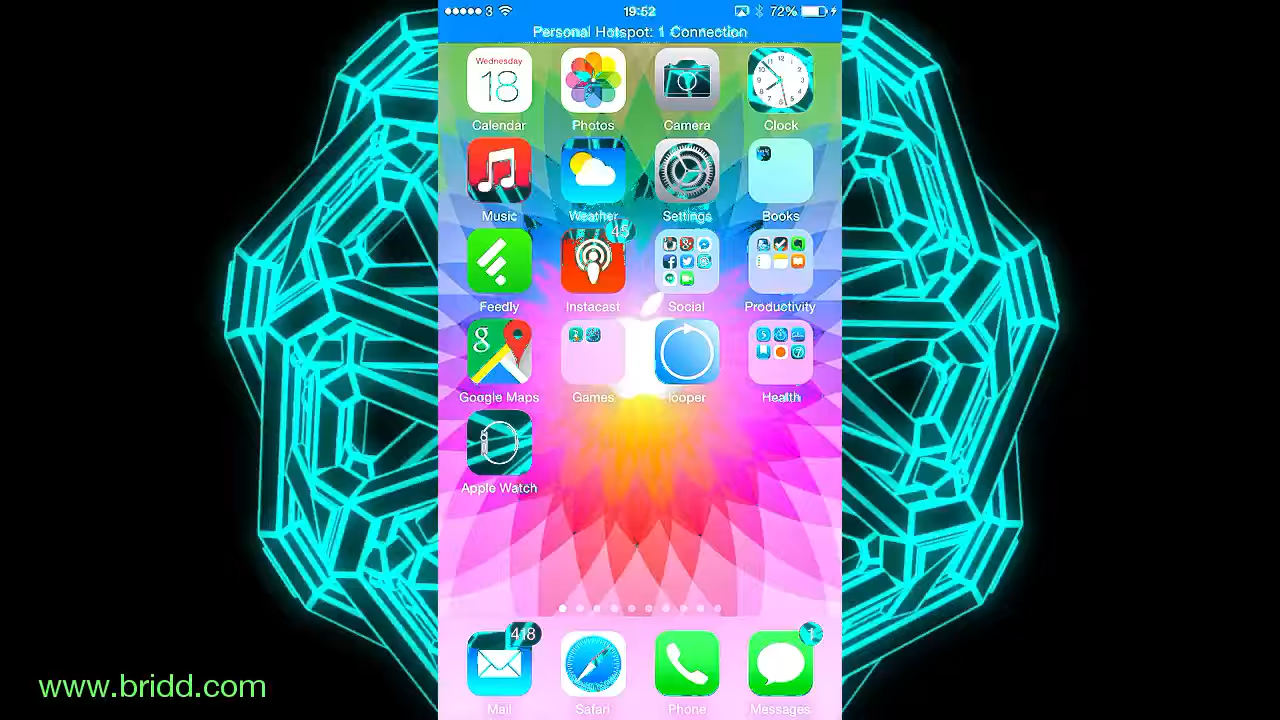 3 19:52 72%
Personal Hotspot: 1 Connection
Wednesday
18
Calendar Photos Camera Clock
Music Weather Settings Books
45
Feedly Instacast Social Productivity
g
Google Maps Games looper Health
Apple Watch
418 1
Mail Safari Phone Messages
www.bridd.com